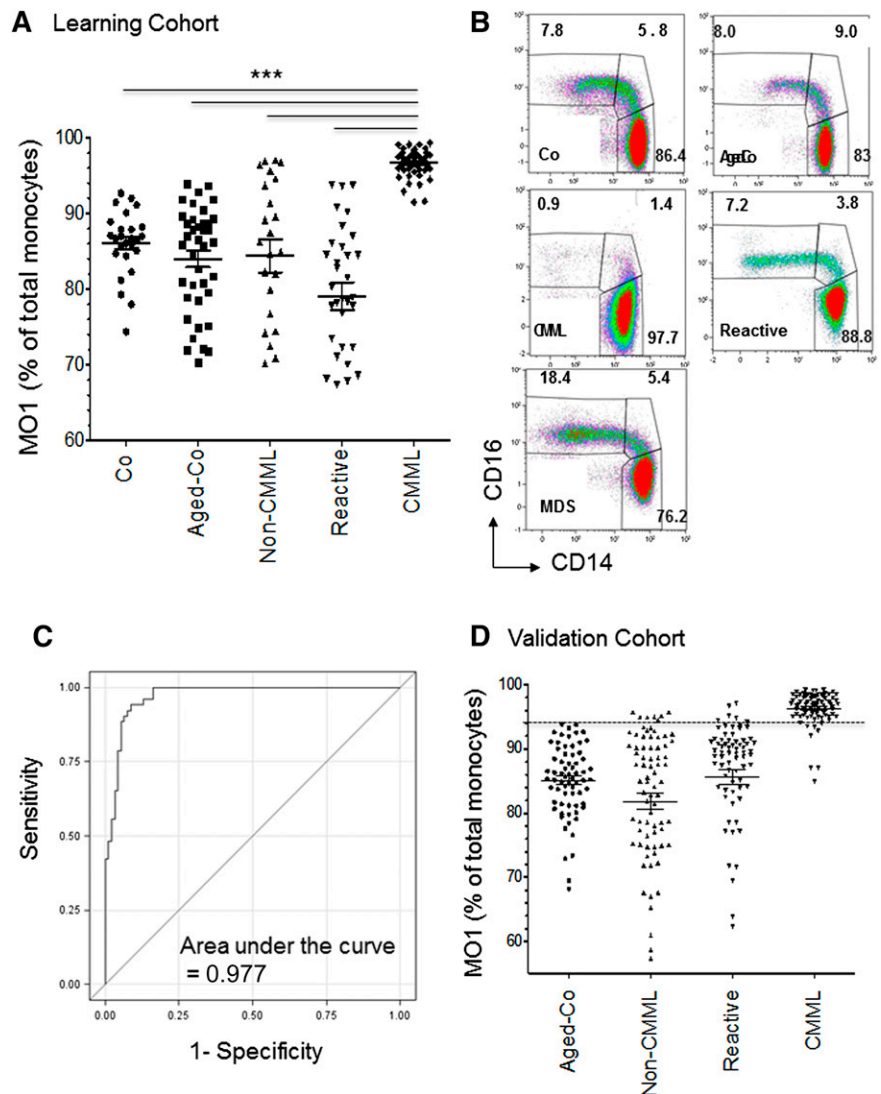 A Learning Cohort
***
MO1 (% of total monocytes)
100
90
80
70
60
Co
Aged-Co
Non-CMML
Reactive
CMML
B
7.8 5.8
Co
86.4
8.0 9.0
83
0.9 1.4
CMML
97.7
7.2 3.8
Reactive
88.8
18.4 5.4
MDS
76.2
CD16
CD14
C
Sensitivity
1.00
0.75
0.50
0.25
0.00
Area under the curve
= 0.977
0.00 0.25 0.50 0.75 1.00
1- Specificity
D Validation Cohort
MO1 (% of total monocytes)
100
90
80
70
60
Aged-Co
Non-CMML
Reactive
CMML